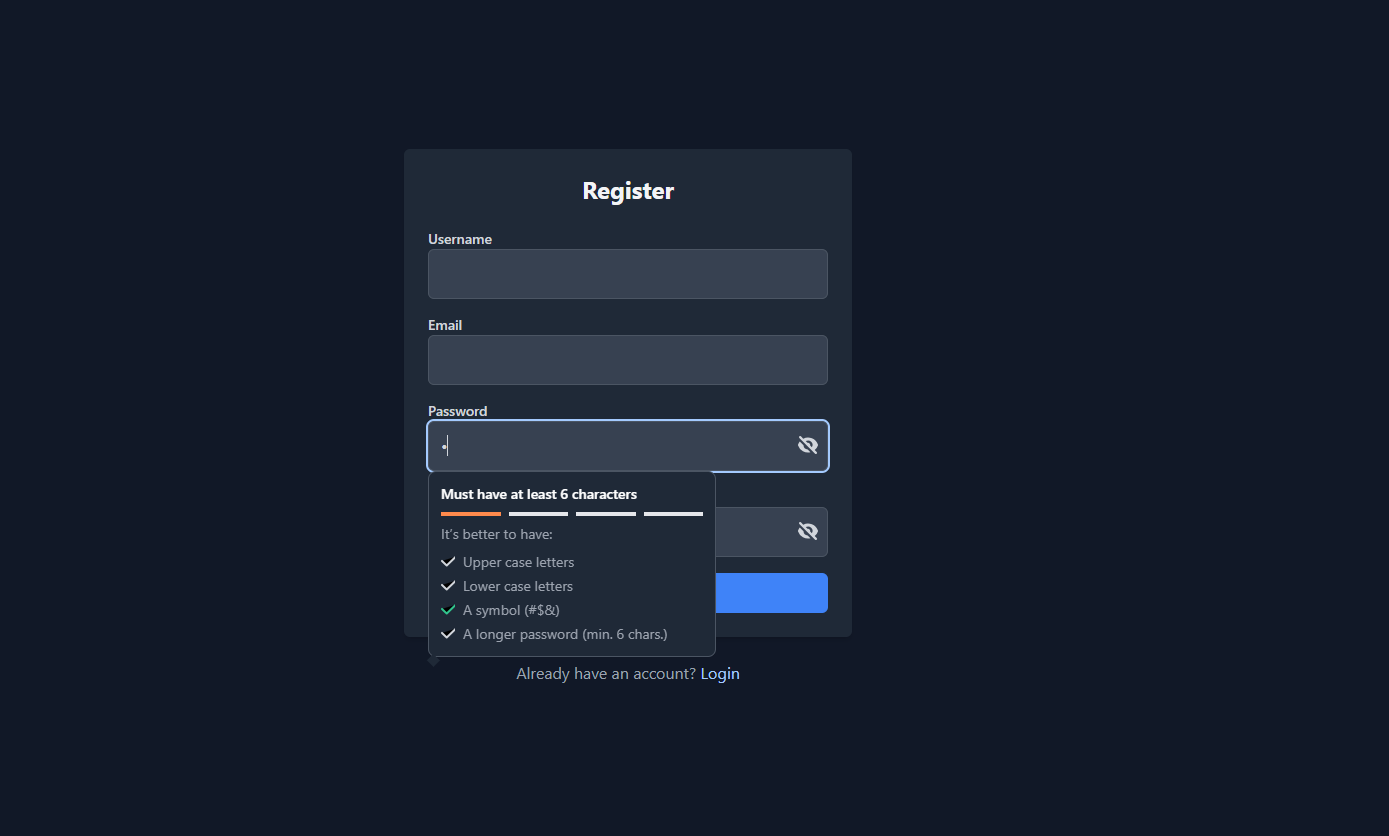 Register
Username
Email
Password
•
Must have at least 6 characters
It's better to have:
Upper case letters
Lower case letters
A symbol (#$&)
A longer password (min. 6 chars.)
Already have an account? Login